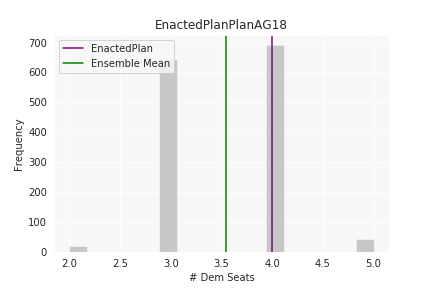 EnactedPlanPlanAG18
EnactedPlan
Ensemble Mean
Frequency
700
600
500
400
300
200
100
0
2.0 2.5 3.0 3.5 4.0 4.5 5.0
# Dem Seats